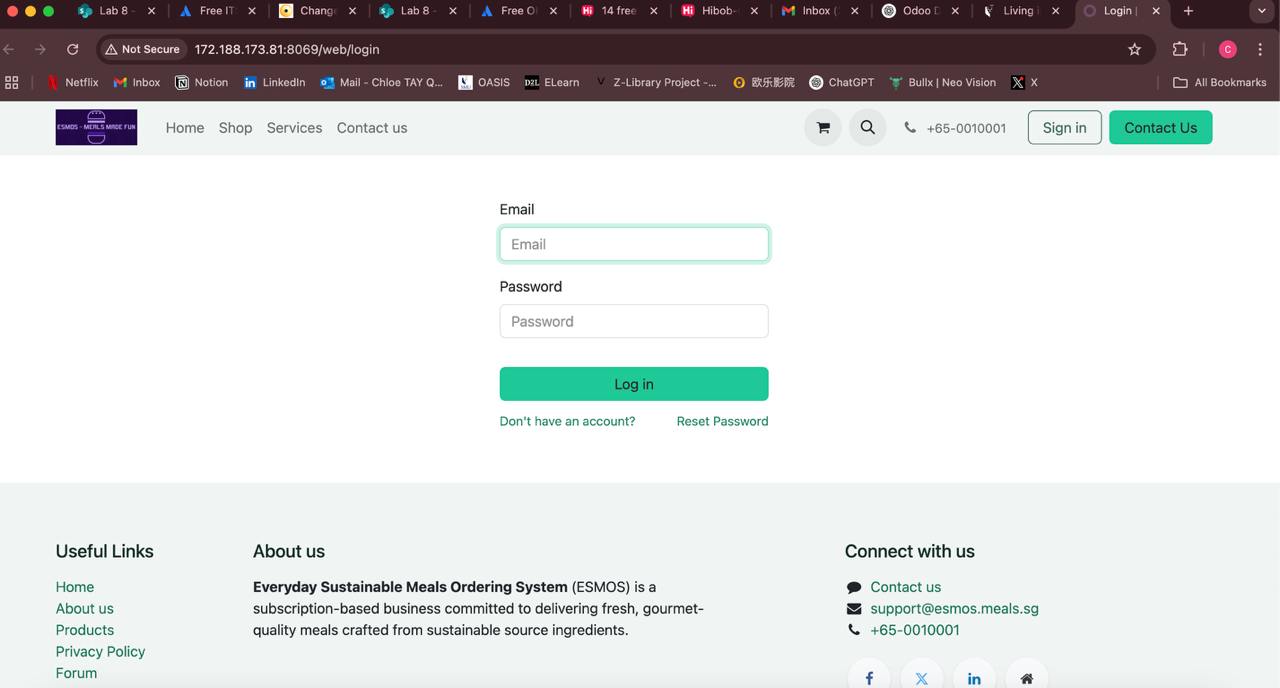 Lab 8 -
Free IT
Change
Lab 8 -
Free O
14 free
Hibob-
Inbox (
Odoo D
Living i
Login |
Not Secure 172.188.173.81:8069/web/login
C
Netflix Inbox Notion LinkedIn Mail - Chloe TAY Q... OASIS ELearn Z-Library Project -... 欧乐影院 ChatGPT Bullx | Neo Vision X All Bookmarks
ESMOS - MEALS MADE FUN
Home Shop Services Contact us +65-0010001 Sign in Contact Us
Email
Email
Password
Password
Log in
Don't have an account? Reset Password
Useful Links
Home
About us
Products
Privacy Policy
Forum
About us
Everyday Sustainable Meals Ordering System (ESMOS) is a
subscription-based business committed to delivering fresh, gourmet-
quality meals crafted from sustainable source ingredients.
Connect with us
Contact us
support@esmos.meals.sg
+65-0010001